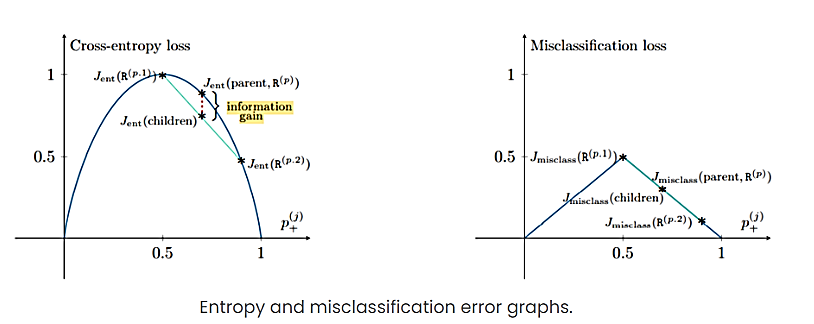 Cross-entropy loss
1
J_ent(R^(p.1))
J_ent(parent, R^(p))
information
gain
J_ent(children)
0.5
J_ent(R^(p.2))
p_+^(j)
0.5
1
Misclassification loss
1
0.5
J_misclass(R^(p.1))
J_misclass(parent, R^(p))
J_misclass(children)
J_misclass(R^(p.2))
p_+^(j)
0.5
1
Entropy and misclassification error graphs.